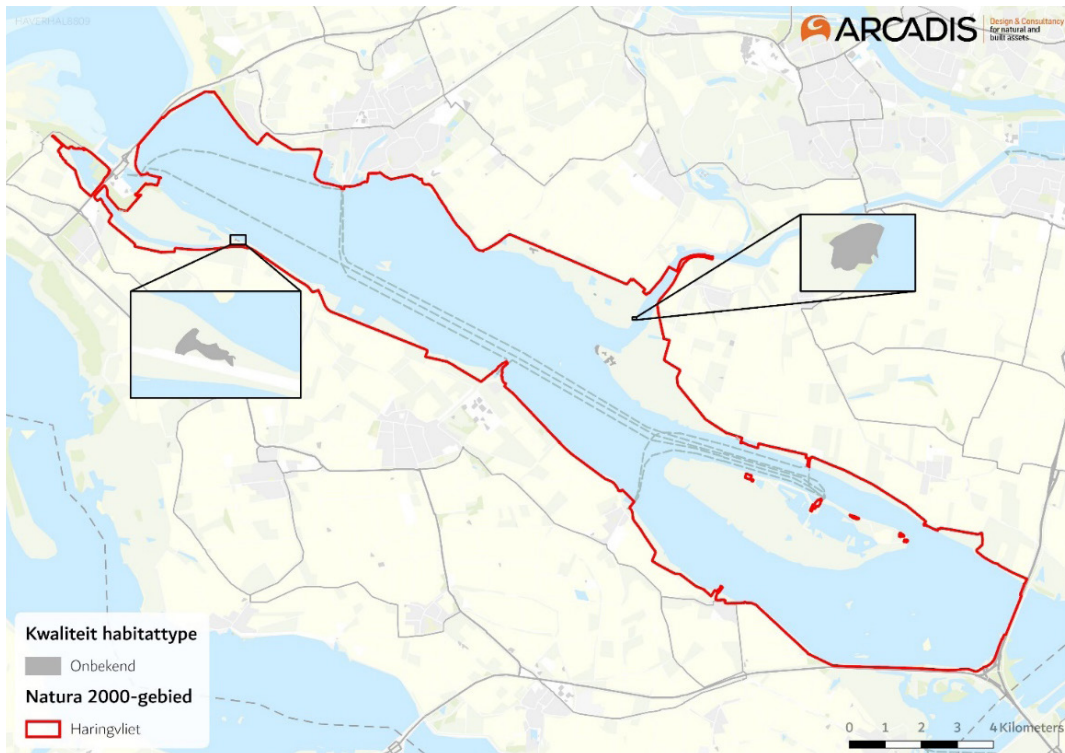 HAVERHAL8809
ARCADIS
Design & Consultancy
for natural and
built assets
Kwaliteit habitattype
Onbekend
Natura 2000-gebied
Haringvliet
0 1 2 3 4 Kilometers